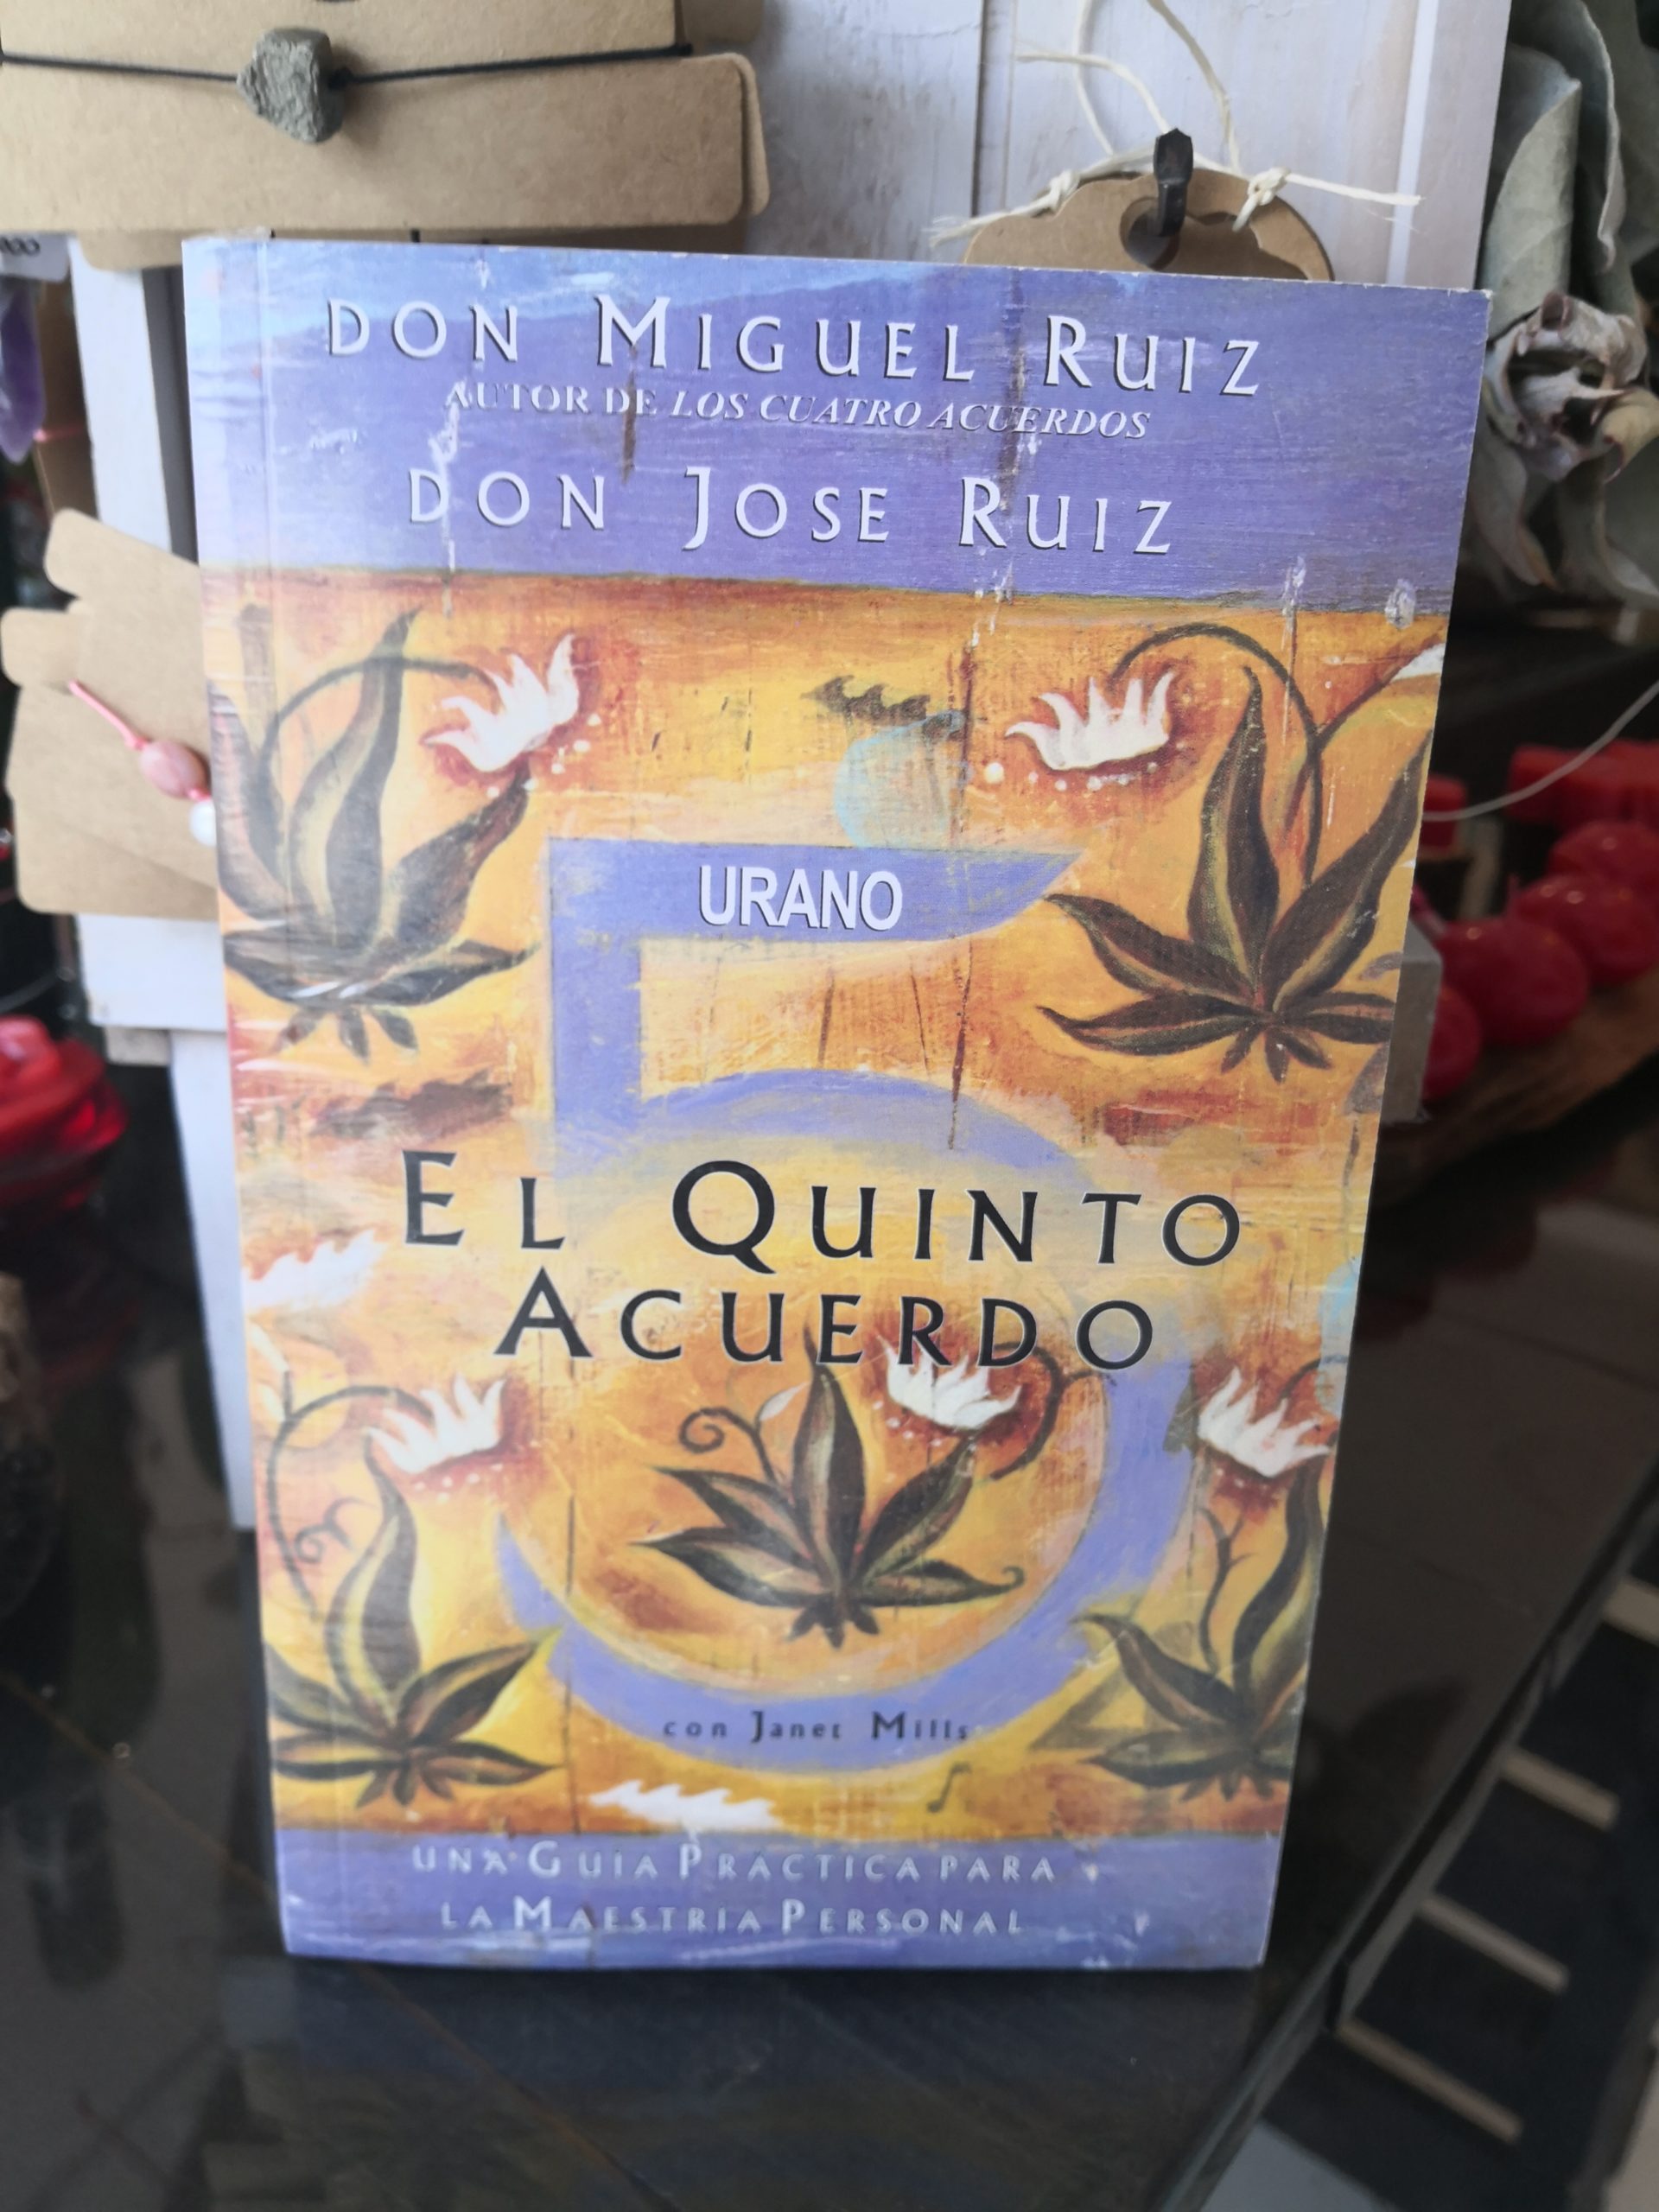 DON MIGUEL RUIZ
AUTOR DE LOS CUATRO ACUERDOS
DON JOSE RUIZ
URANO
EL QUINTO
ACUERDO
con Janet Mills
UNA GUIA PRACTICA PARA
LA MAESTRIA PERSONAL